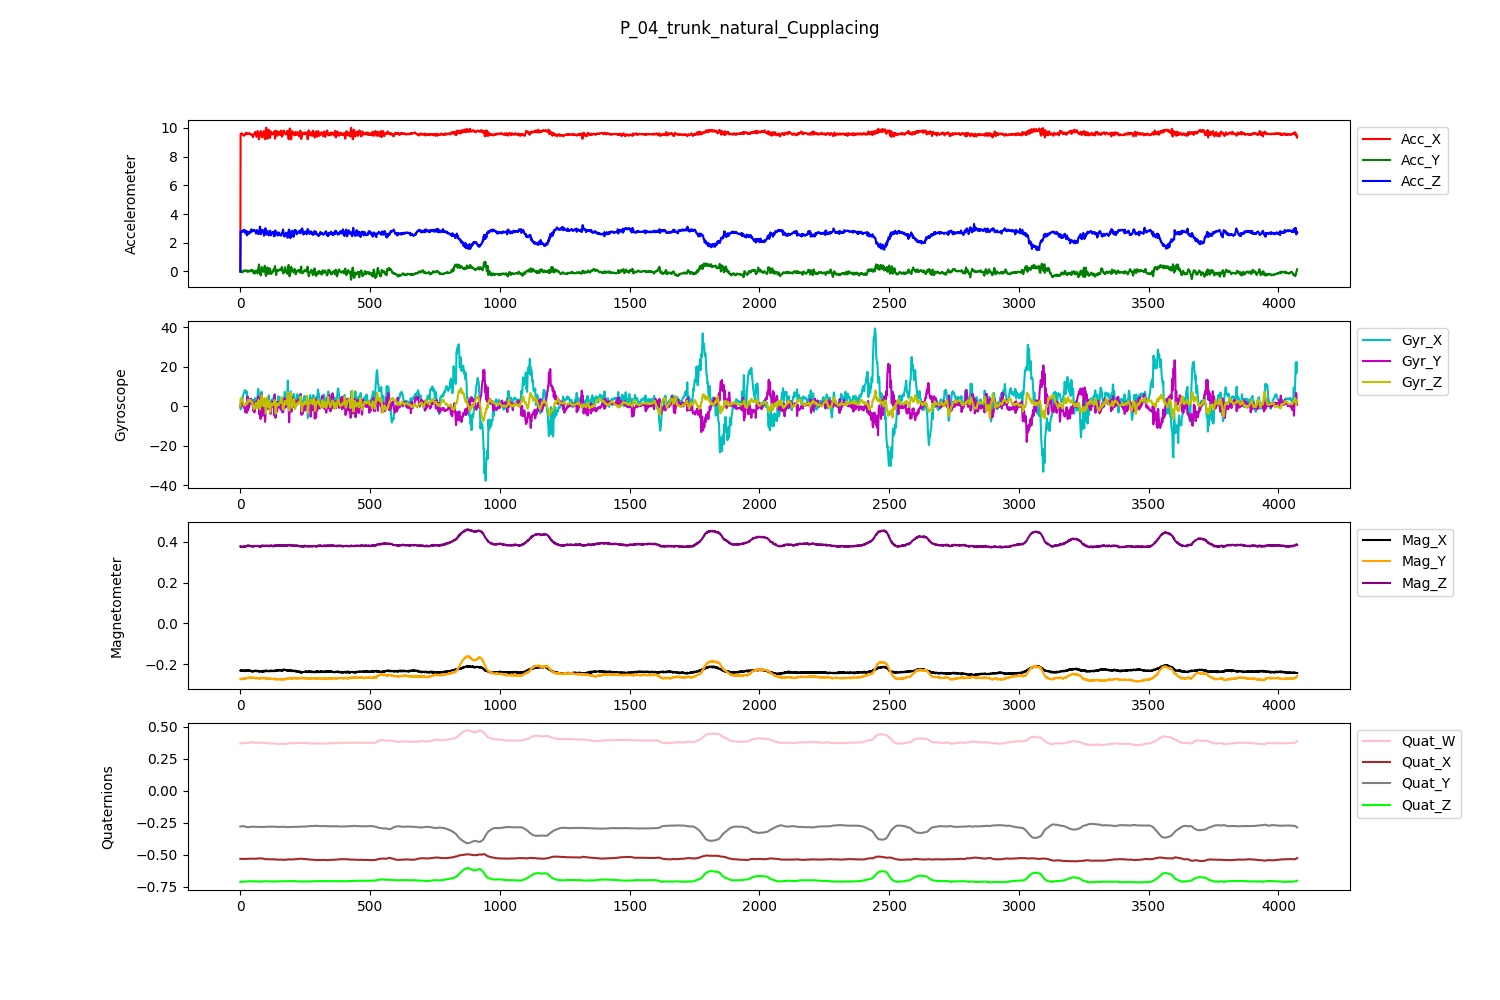 P_04_trunk_natural_Cupplacing
Accelerometer
10
8
6
4
2
0
0 500 1000 1500 2000 2500 3000 3500 4000
Acc_X
Acc_Y
Acc_Z
Gyroscope
40
20
0
−20
−40
0 500 1000 1500 2000 2500 3000 3500 4000
Gyr_X
Gyr_Y
Gyr_Z
Magnetometer
0.4
0.2
0.0
−0.2
0 500 1000 1500 2000 2500 3000 3500 4000
Mag_X
Mag_Y
Mag_Z
Quaternions
0.50
0.25
0.00
−0.25
−0.50
−0.75
0 500 1000 1500 2000 2500 3000 3500 4000
Quat_W
Quat_X
Quat_Y
Quat_Z